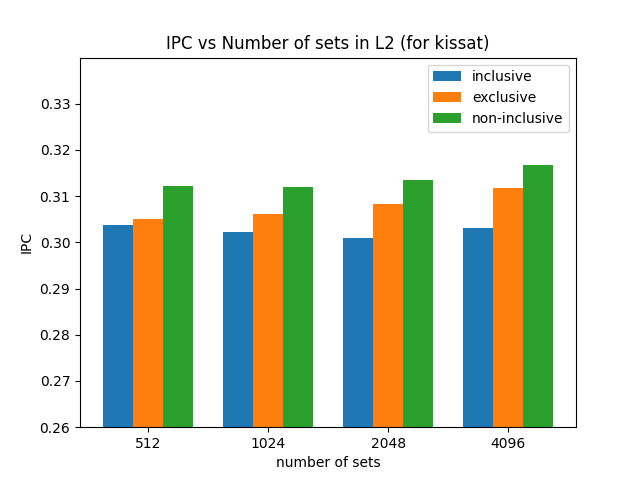 IPC vs Number of sets in L2 (for kissat)
inclusive
exclusive
non-inclusive
0.33
0.32
0.31
0.30
0.29
0.28
0.27
0.26
IPC
512 1024 2048 4096
number of sets